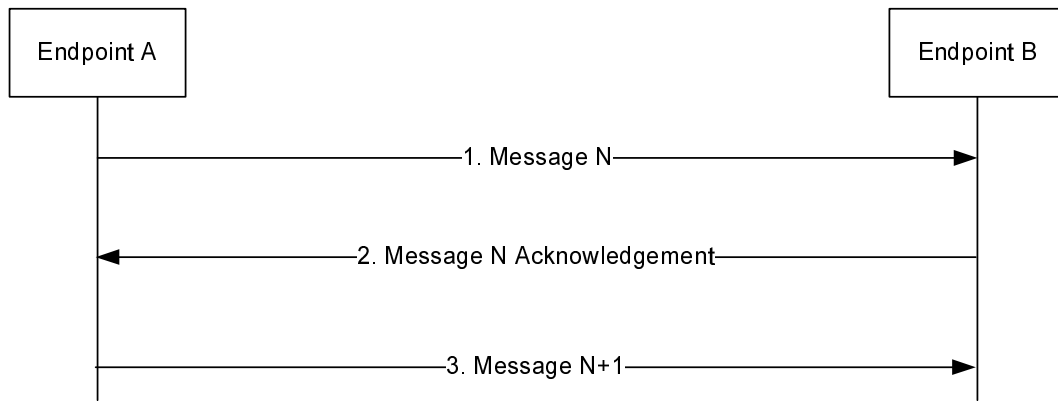 Endpoint A
Endpoint B
1. Message N
2. Message N Acknowledgement
3. Message N+1